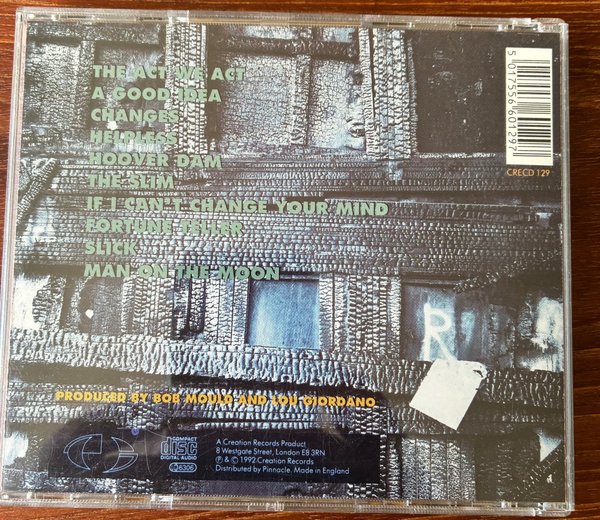 THE ACT WE ACT
A GOOD IDEA
CHANGES
HELPLESS
HOOVER DAM
THE SLIM
IF I CAN'T CHANGE YOUR MIND
FORTUNE TELLER
SLICK
MAN ON THE MOON
5 017556 601297
CRECD 129
R
PRODUCED BY BOB MOULD AND LOU GIORDANO
COMPACT
disc
DIGITAL AUDIO
LC 6306
A Creation Records Product
8 Westgate Street, London E8 3RN
℗ & © 1992 Creation Records
Distributed by Pinnacle. Made in England